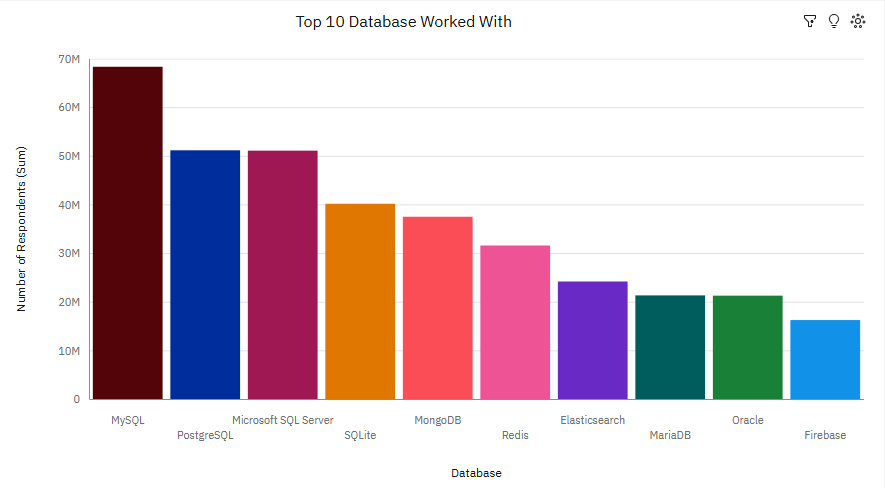 Top 10 Database Worked With
Number of Respondents (Sum)
70M
60M
50M
40M
30M
20M
10M
0
MySQL
PostgreSQL
Microsoft SQL Server
SQLite
MongoDB
Redis
Elasticsearch
MariaDB
Oracle
Firebase
Database